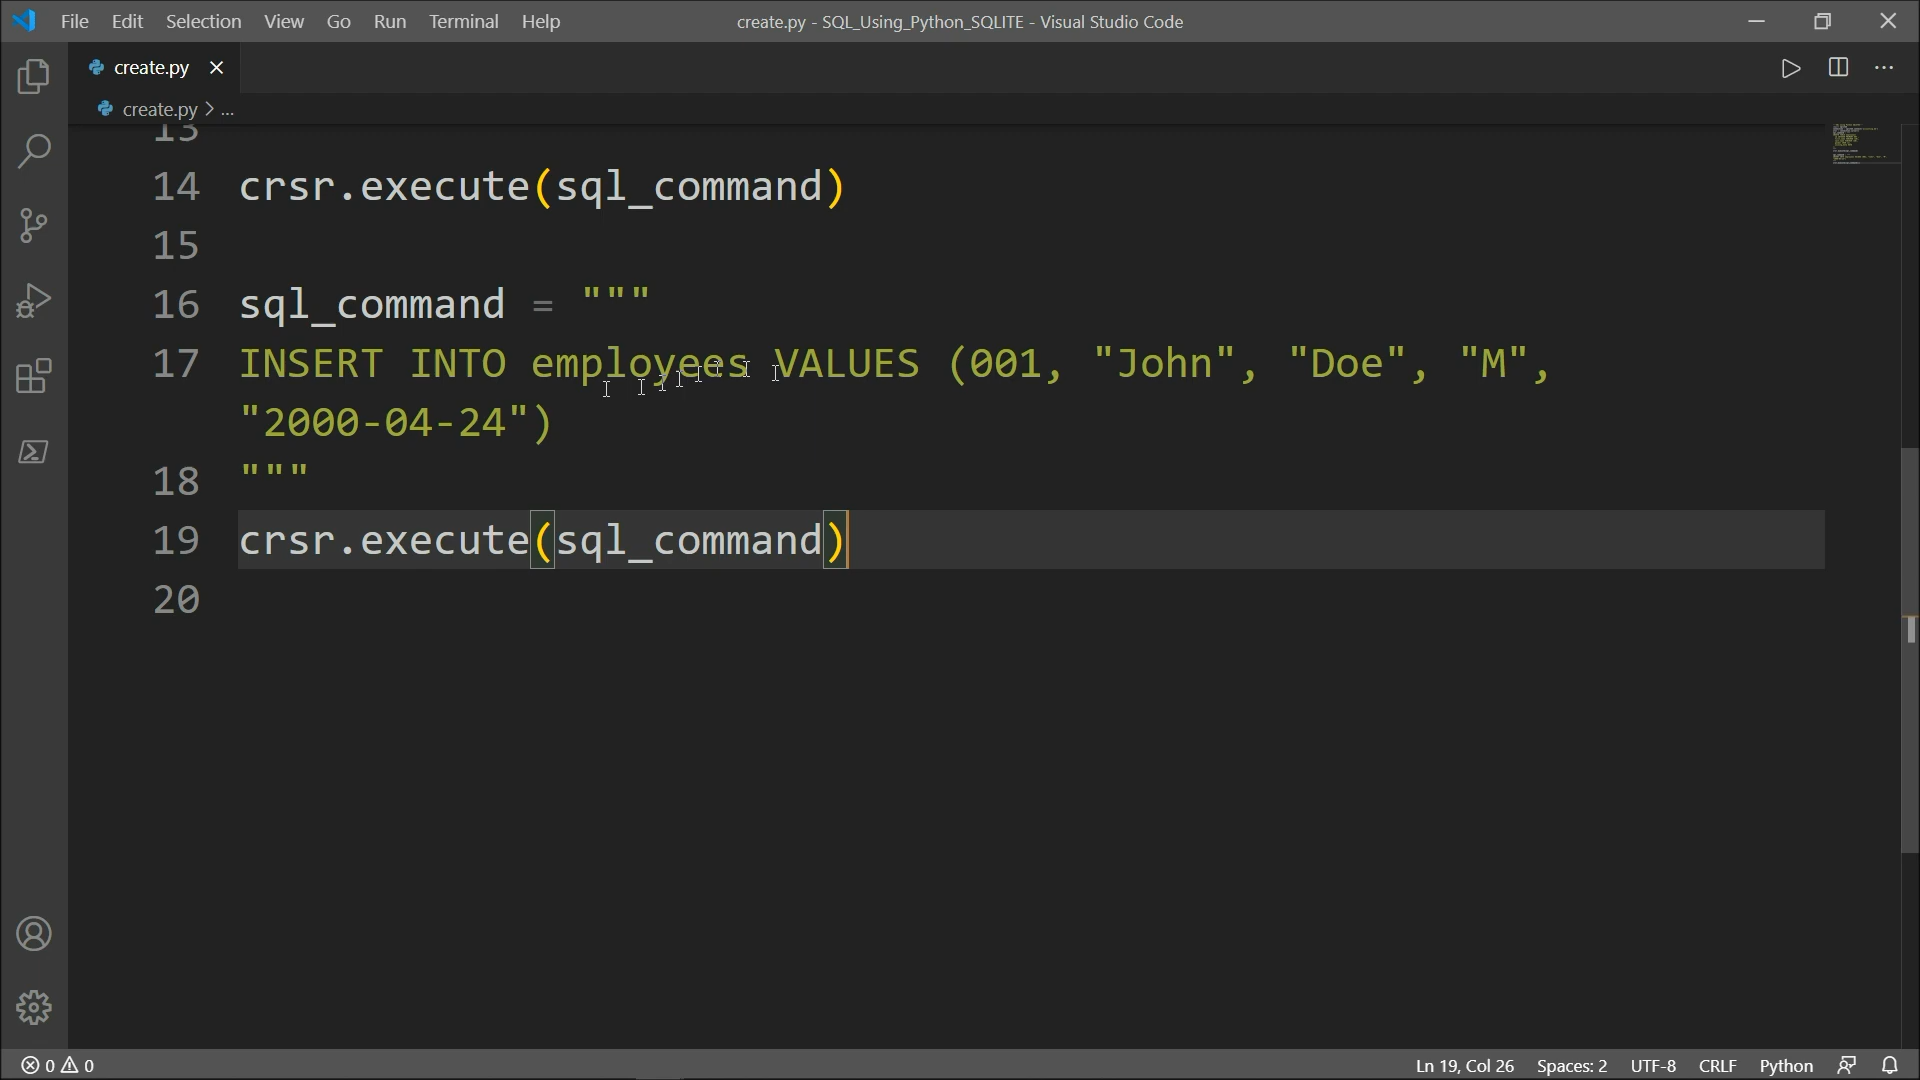 File Edit Selection View Go Run Terminal Help create.py - SQL_Using_Python_SQLITE - Visual Studio Code
create.py
create.py > ...
13
14 crsr.execute(sql_command)
15
16 sql_command = """
17 INSERT INTO employees VALUES (001, "John", "Doe", "M",
"2000-04-24")
18 """
19 crsr.execute(sql_command)
20
0 0 Ln 19, Col 26 Spaces: 2 UTF-8 CRLF Python